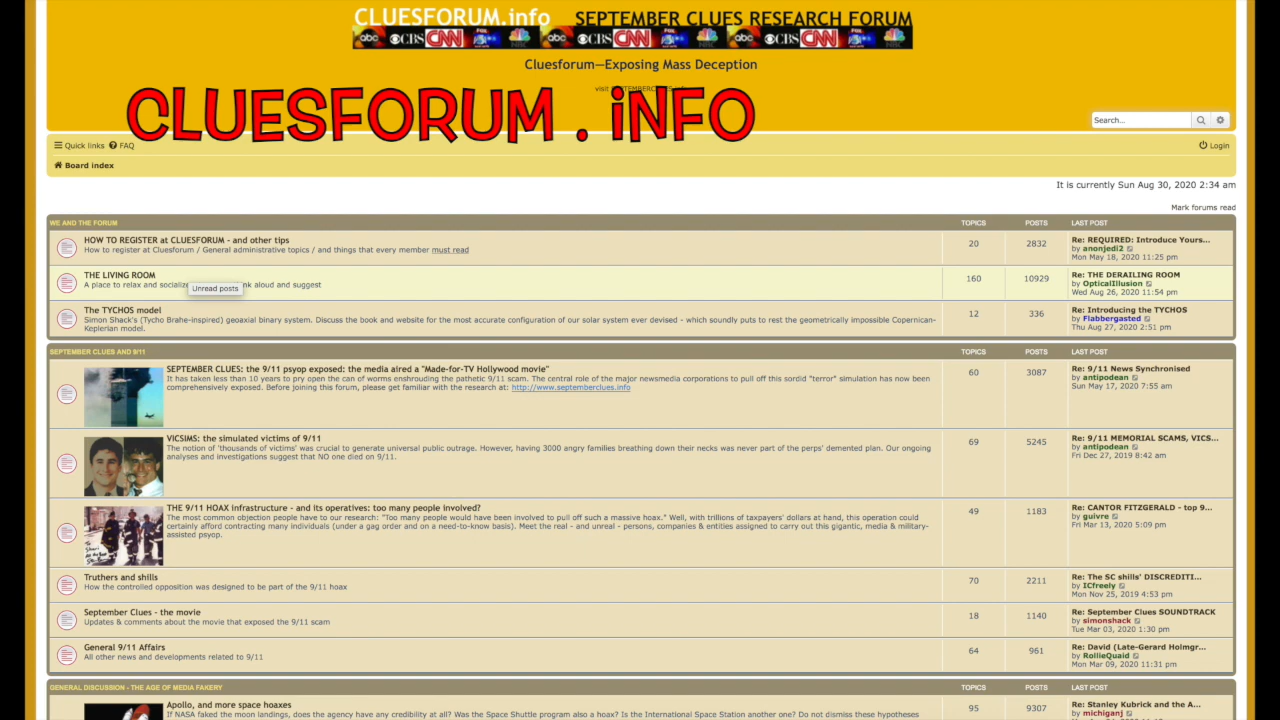 CLUESFORUM.info SEPTEMBER CLUES RESEARCH FORUM
abc CBS CNN FOX NBC abc CBS CNN FOX NBC abc CBS CNN FOX NBC
Cluesforum—Exposing Mass Deception
CLUESFORUM . iNFO
Search...
Quick links FAQ
Login
Board index
It is currently Sun Aug 30, 2020 2:34 am
Mark forums read
WE AND THE FORUM TOPICS POSTS LAST POST
HOW TO REGISTER at CLUESFORUM - and other tips
How to register at Cluesforum / General administrative topics / and things that every member must read
20 2832
Re: REQUIRED: Introduce Yours...
by anonjedi2
Mon May 18, 2020 11:25 pm
THE LIVING ROOM
A place to relax and socialize nk aloud and suggest
Unread posts
160 10929
Re: THE DERAILING ROOM
by OpticalIllusion
Wed Aug 26, 2020 11:54 pm
The TYCHOS model
Simon Shack's (Tycho Brahe-inspired) geoaxial binary system. Discuss the book and website for the most accurate configuration of our solar system ever devised - which soundly puts to rest the geometrically impossible Copernican-
Keplerian model.
12 336
Re: Introducing the TYCHOS
by Flabbergasted
Thu Aug 27, 2020 2:51 pm
SEPTEMBER CLUES AND 9/11 TOPICS POSTS LAST POST
SEPTEMBER CLUES: the 9/11 psyop exposed: the media aired a "Made-for-TV Hollywood movie"
It has taken less than 10 years to pry open the can of worms enshrouding the pathetic 9/11 scam. The central role of the major newsmedia corporations to pull off this sordid "terror" simulation has now been
comprehensively exposed. Before joining this forum, please get familiar with the research at: http://www.septemberclues.info
60 3087
Re: 9/11 News Synchronised
by antipodean
Sun May 17, 2020 7:55 am
VICSIMS: the simulated victims of 9/11
The notion of 'thousands of victims' was crucial to generate universal public outrage. However, having 3000 angry families breathing down their necks was never part of the perps' demented plan. Our ongoing
analyses and investigations suggest that NO one died on 9/11.
69 5245
Re: 9/11 MEMORIAL SCAMS, VICS...
by antipodean
Fri Dec 27, 2019 8:42 am
THE 9/11 HOAX infrastructure - and its operatives: too many people involved?
The most common objection people have to our research: "Too many people would have been involved to pull off such a massive hoax." Well, with trillions of taxpayers' dollars at hand, this operation could
certainly afford contracting many individuals (under a gag order and on a need-to-know basis). Meet the real - and unreal - persons, companies & entities assigned to carry out this gigantic, media & military-
assisted psyop.
49 1183
Re: CANTOR FITZGERALD - top 9...
by guivre
Fri Mar 13, 2020 5:09 pm
Truthers and shills
How the controlled opposition was designed to be part of the 9/11 hoax
70 2211
Re: The SC shills' DISCREDITI...
by ICfreely
Mon Nov 25, 2019 4:53 pm
September Clues - the movie
Updates & comments about the movie that exposed the 9/11 scam
18 1140
Re: September Clues SOUNDTRACK
by simonshack
Tue Mar 03, 2020 1:30 pm
General 9/11 Affairs
All other news and developments related to 9/11
64 961
Re: David (Late-Gerard Holmgr...
by RollieQuaid
Mon Mar 09, 2020 11:31 pm
GENERAL DISCUSSION - THE AGE OF MEDIA FAKERY TOPICS POSTS LAST POST
Apollo, and more space hoaxes
If NASA faked the moon landings, does the agency have any credibility at all? Was the Space Shuttle program also a hoax? Is the International Space Station another one? Do not dismiss these hypotheses
95 9307
Re: Stanley Kubrick and the A...
by michiganj